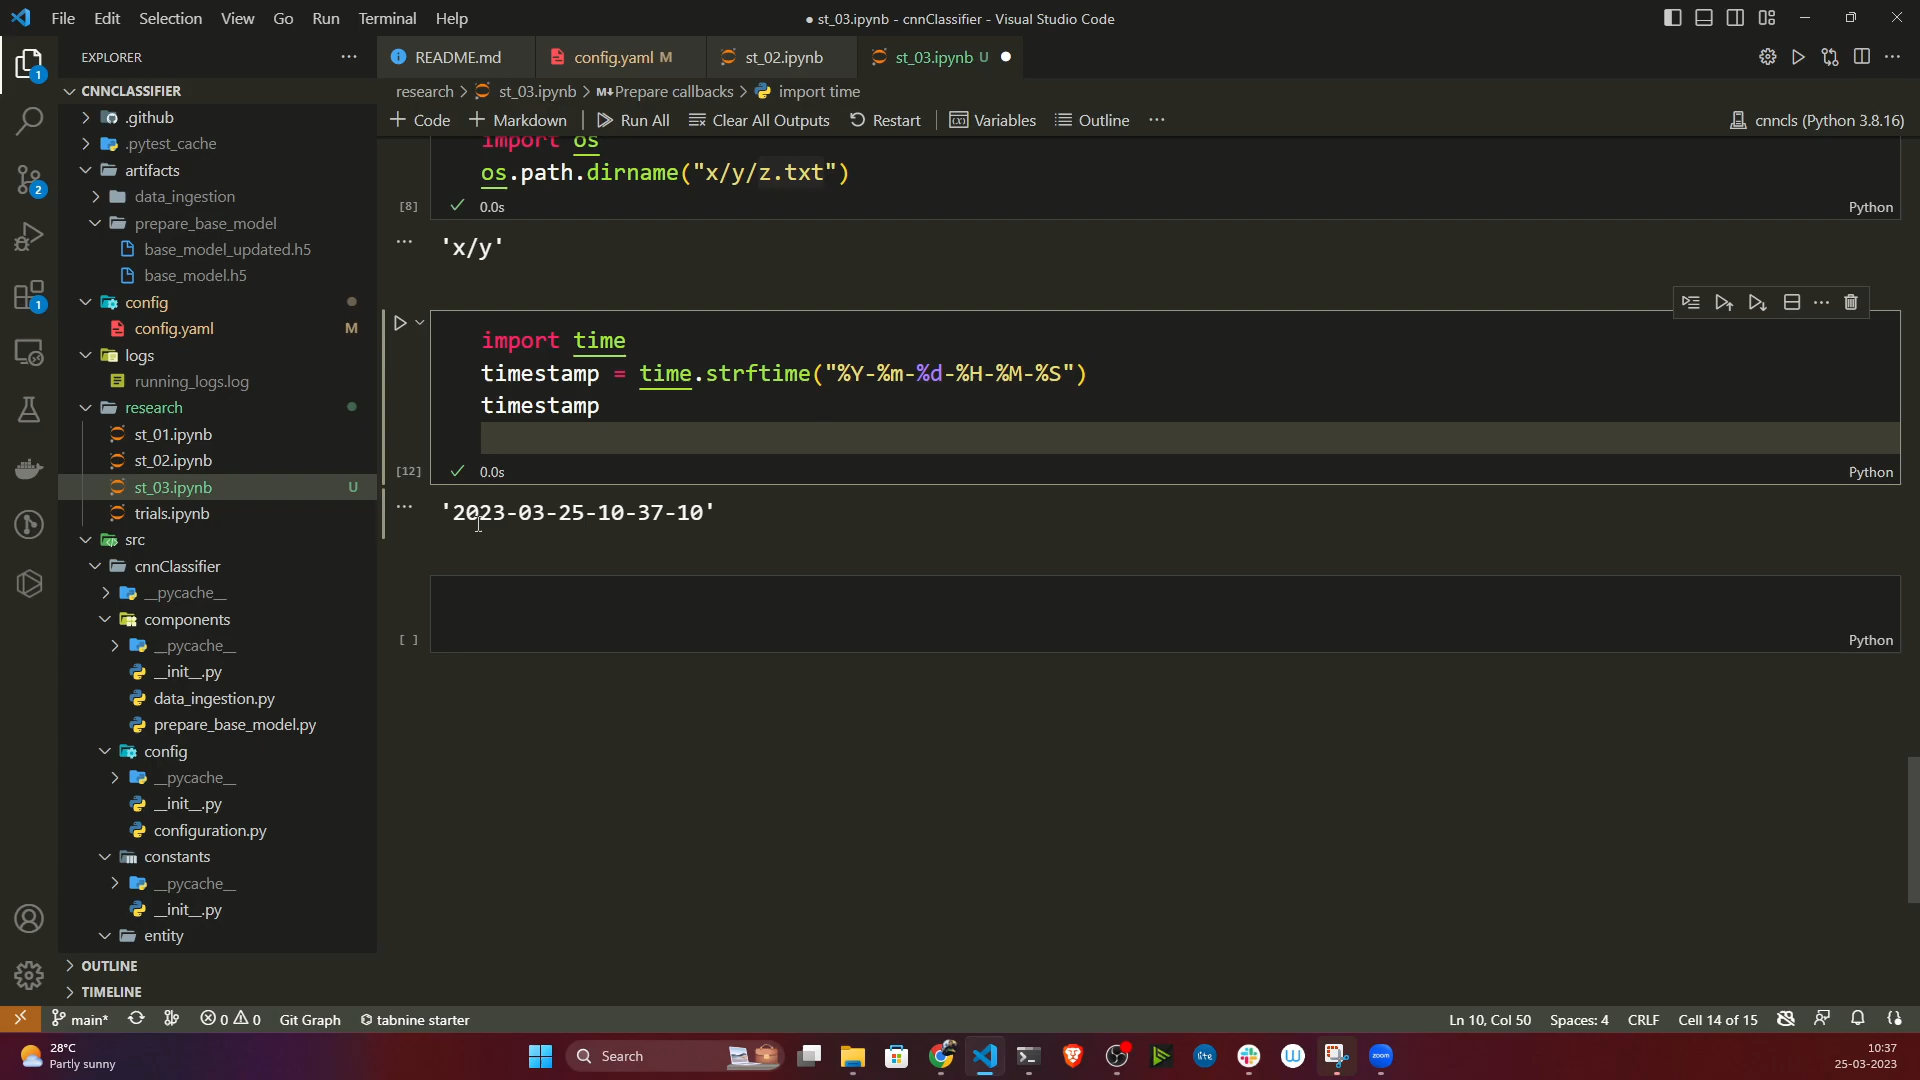 File Edit Selection View Go Run Terminal Help
● st_03.ipynb - cnnClassifier - Visual Studio Code
EXPLORER
README.md
config.yaml M
st_02.ipynb
st_03.ipynb U
CNNCLASSIFIER
research > st_03.ipynb > M↓Prepare callbacks > import time
+ Code + Markdown Run All Clear All Outputs Restart Variables Outline ···
cnncls (Python 3.8.16)
.github
.pytest_cache
artifacts
data_ingestion
prepare_base_model
base_model_updated.h5
base_model.h5
config
config.yaml M
logs
running_logs.log
research
st_01.ipynb
st_02.ipynb
st_03.ipynb U
trials.ipynb
src
cnnClassifier
__pycache__
components
__pycache__
__init__.py
data_ingestion.py
prepare_base_model.py
config
__pycache__
__init__.py
configuration.py
constants
__pycache__
__init__.py
entity
OUTLINE
TIMELINE
import os
os.path.dirname("x/y/z.txt")
[8] 0.0s Python
'x/y'
import time
timestamp = time.strftime("%Y-%m-%d-%H-%M-%S")
timestamp
[12] 0.0s Python
'2023-03-25-10-37-10'
[ ] Python
main* 0 0 Git Graph tabnine starter
Ln 10, Col 50 Spaces: 4 CRLF Cell 14 of 15
28°C
Partly sunny
Search
lite
zoom
10:37
25-03-2023